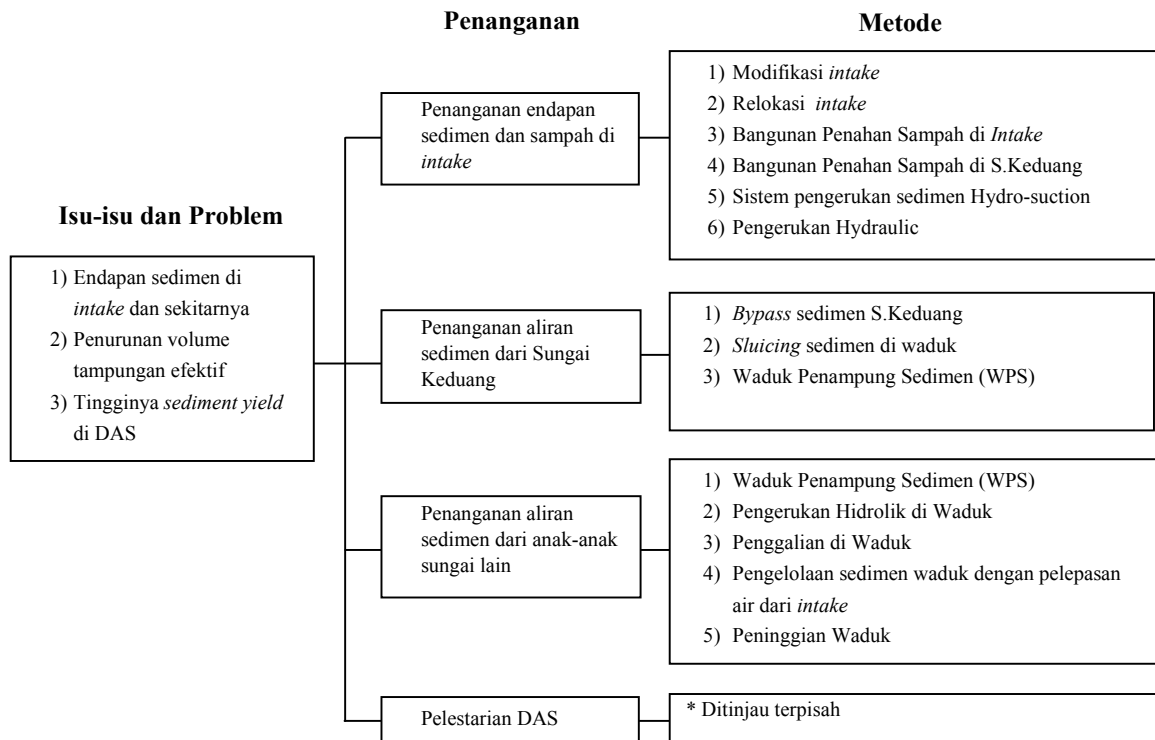 Penanganan
Metode
Isu-isu dan Problem
1) Endapan sedimen di
intake dan sekitarnya
2) Penurunan volume
tampungan efektif
3) Tingginya sediment yield
di DAS
Penanganan endapan
sedimen dan sampah di
intake
1) Modifikasi intake
2) Relokasi intake
3) Bangunan Penahan Sampah di Intake
4) Bangunan Penahan Sampah di S.Keduang
5) Sistem pengerukan sedimen Hydro-suction
6) Pengerukan Hydraulic
Penanganan aliran
sedimen dari Sungai
Keduang
1) Bypass sedimen S.Keduang
2) Sluicing sedimen di waduk
3) Waduk Penampung Sedimen (WPS)
Penanganan aliran
sedimen dari anak-anak
sungai lain
1) Waduk Penampung Sedimen (WPS)
2) Pengerukan Hidrolik di Waduk
3) Penggalian di Waduk
4) Pengelolaan sedimen waduk dengan pelepasan
air dari intake
5) Peninggian Waduk
Pelestarian DAS
* Ditinjau terpisah